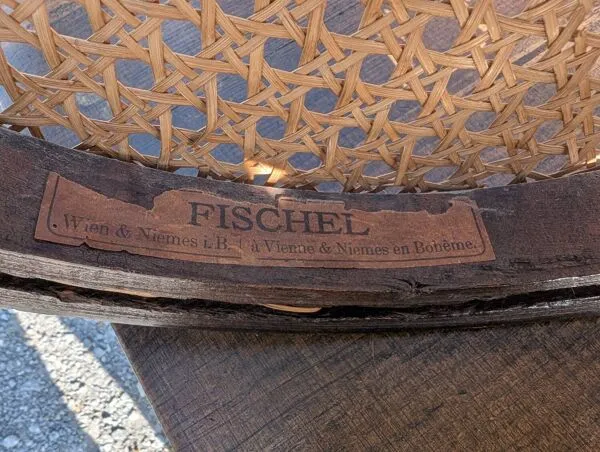 FISCHEL
Wien & Niemes i. B. à Vienne & Niemes en Bohême.